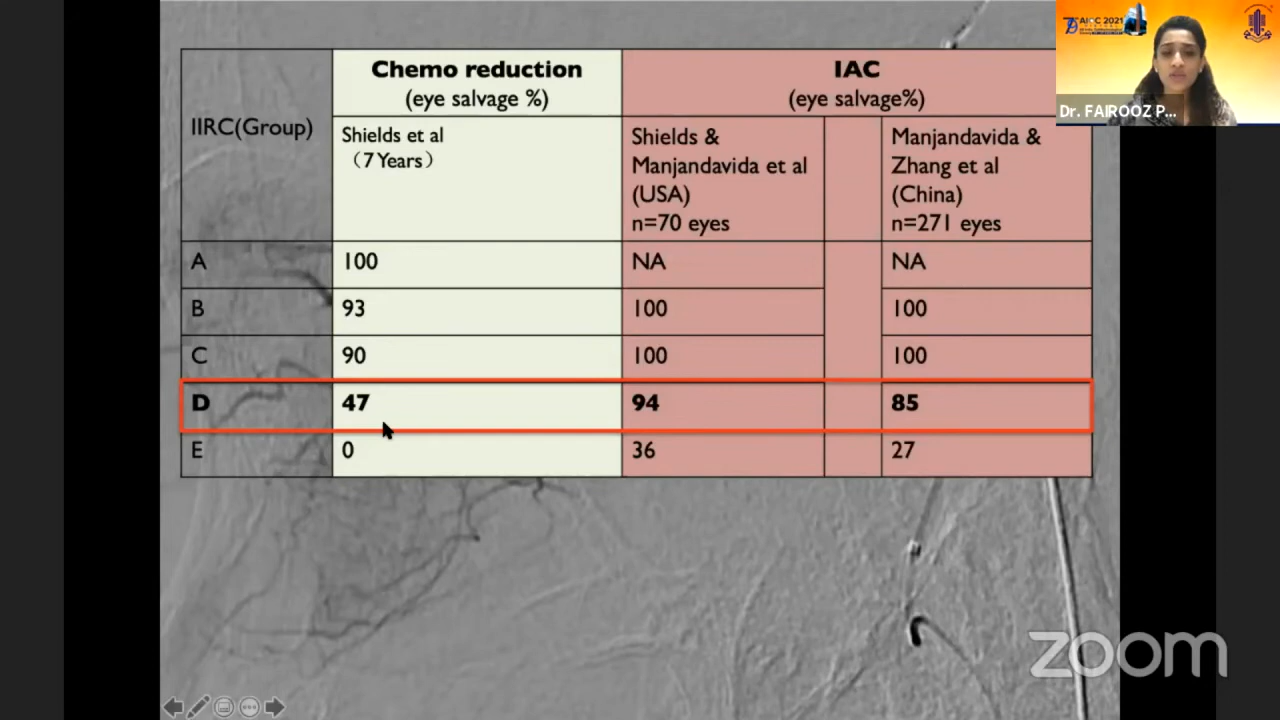 AIOC 2021
Dr. FAIROOZ P...
IIRC(Group)
Chemo reduction
(eye salvage %)
IAC
(eye salvage%)
Shields et al
(7 Years)
Shields &
Manjandavida et al
(USA)
n=70 eyes
Manjandavida &
Zhang et al
(China)
n=271 eyes
A 100 NA NA
B 93 100 100
C 90 100 100
D 47 94 85
E 0 36 27
zoom